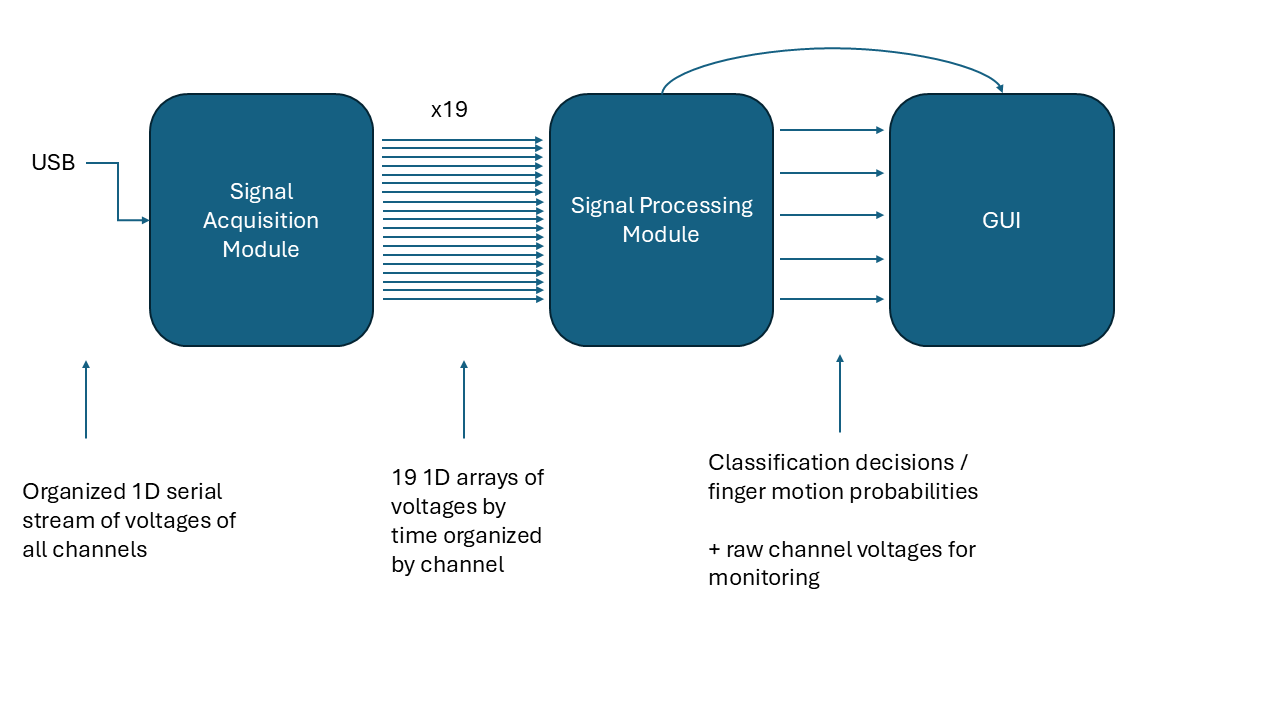 x19
USB
Signal
Acquisition
Module
Signal Processing
Module
GUI
Organized 1D serial
stream of voltages of
all channels
19 1D arrays of
voltages by
time organized
by channel
Classification decisions /
finger motion probabilities
+ raw channel voltages for
monitoring